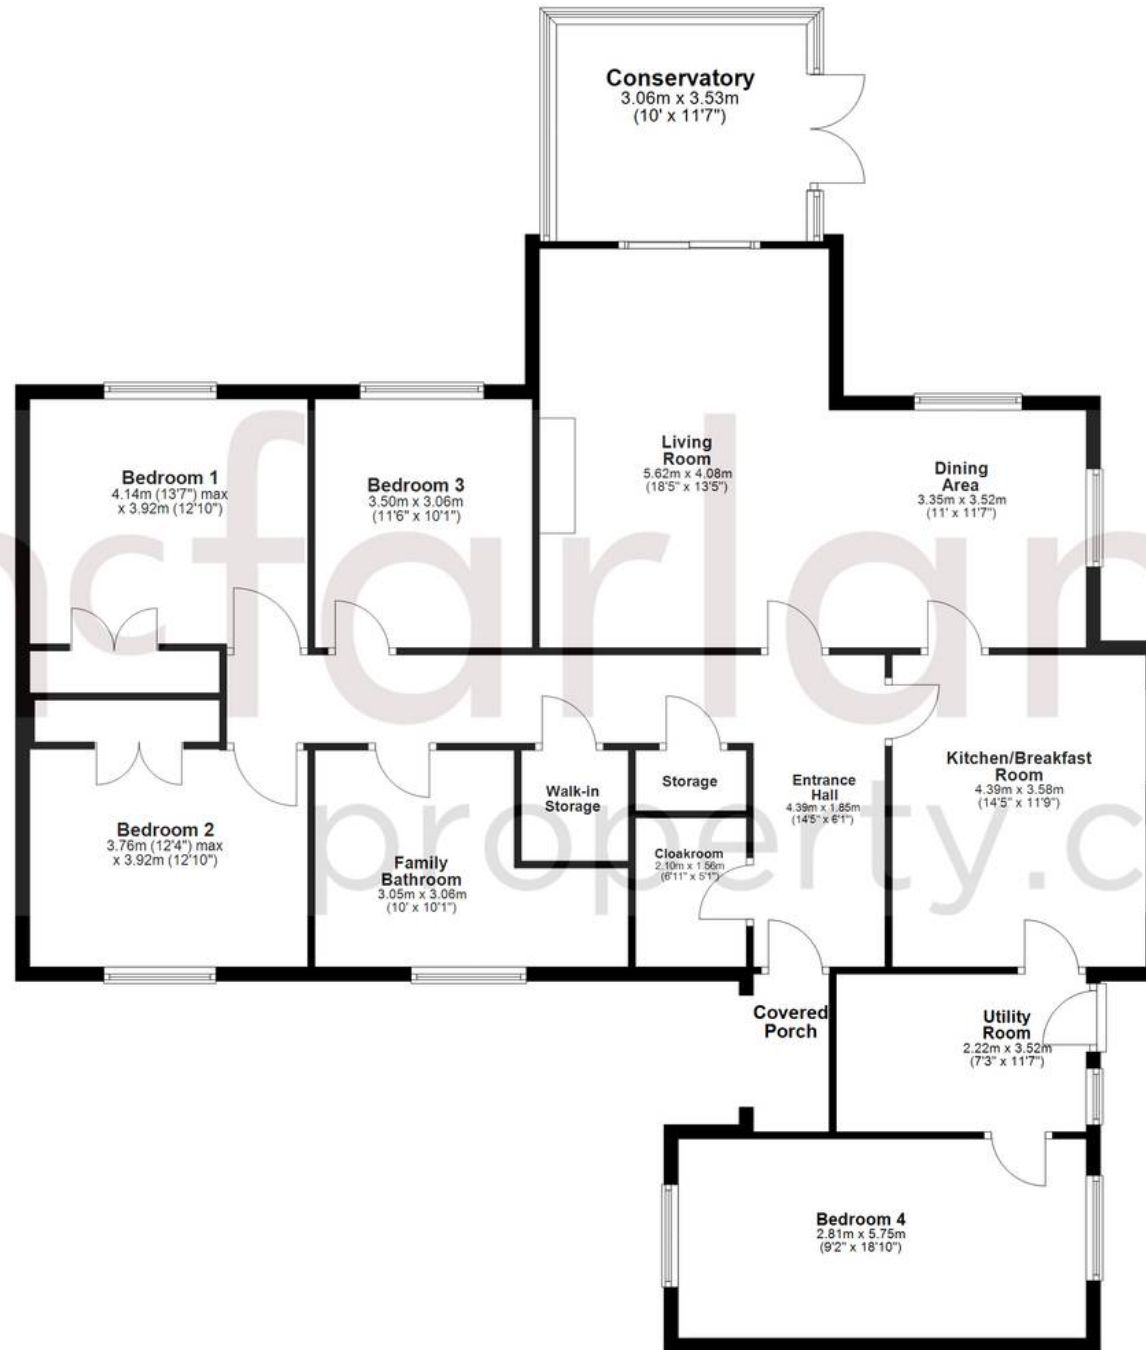 Conservatory
3.06m x 3.53m
(10' x 11'7")
Living
Room
5.62m x 4.08m
(18'5" x 13'5")
Dining
Area
3.35m x 3.52m
(11' x 11'7")
Bedroom 1
4.14m (13'7") max
x 3.92m (12'10")
Bedroom 3
3.50m x 3.06m
(11'6" x 10'1")
mcfarlan
Kitchen/Breakfast
Room
4.39m x 3.58m
(14'5" x 11'9")
Entrance
Hall
4.39m x 1.85m
(14'5" x 6'1")
Storage
Walk-in
Storage
Bedroom 2
3.76m (12'4") max
x 3.92m (12'10")
Family
Bathroom
3.05m x 3.06m
(10' x 10'1")
Cloakroom
2.10m x 1.56m
(6'11" x 5'1")
property.c
Covered
Porch
Utility
Room
2.22m x 3.52m
(7'3" x 11'7")
Bedroom 4
2.81m x 5.75m
(9'2" x 18'10")